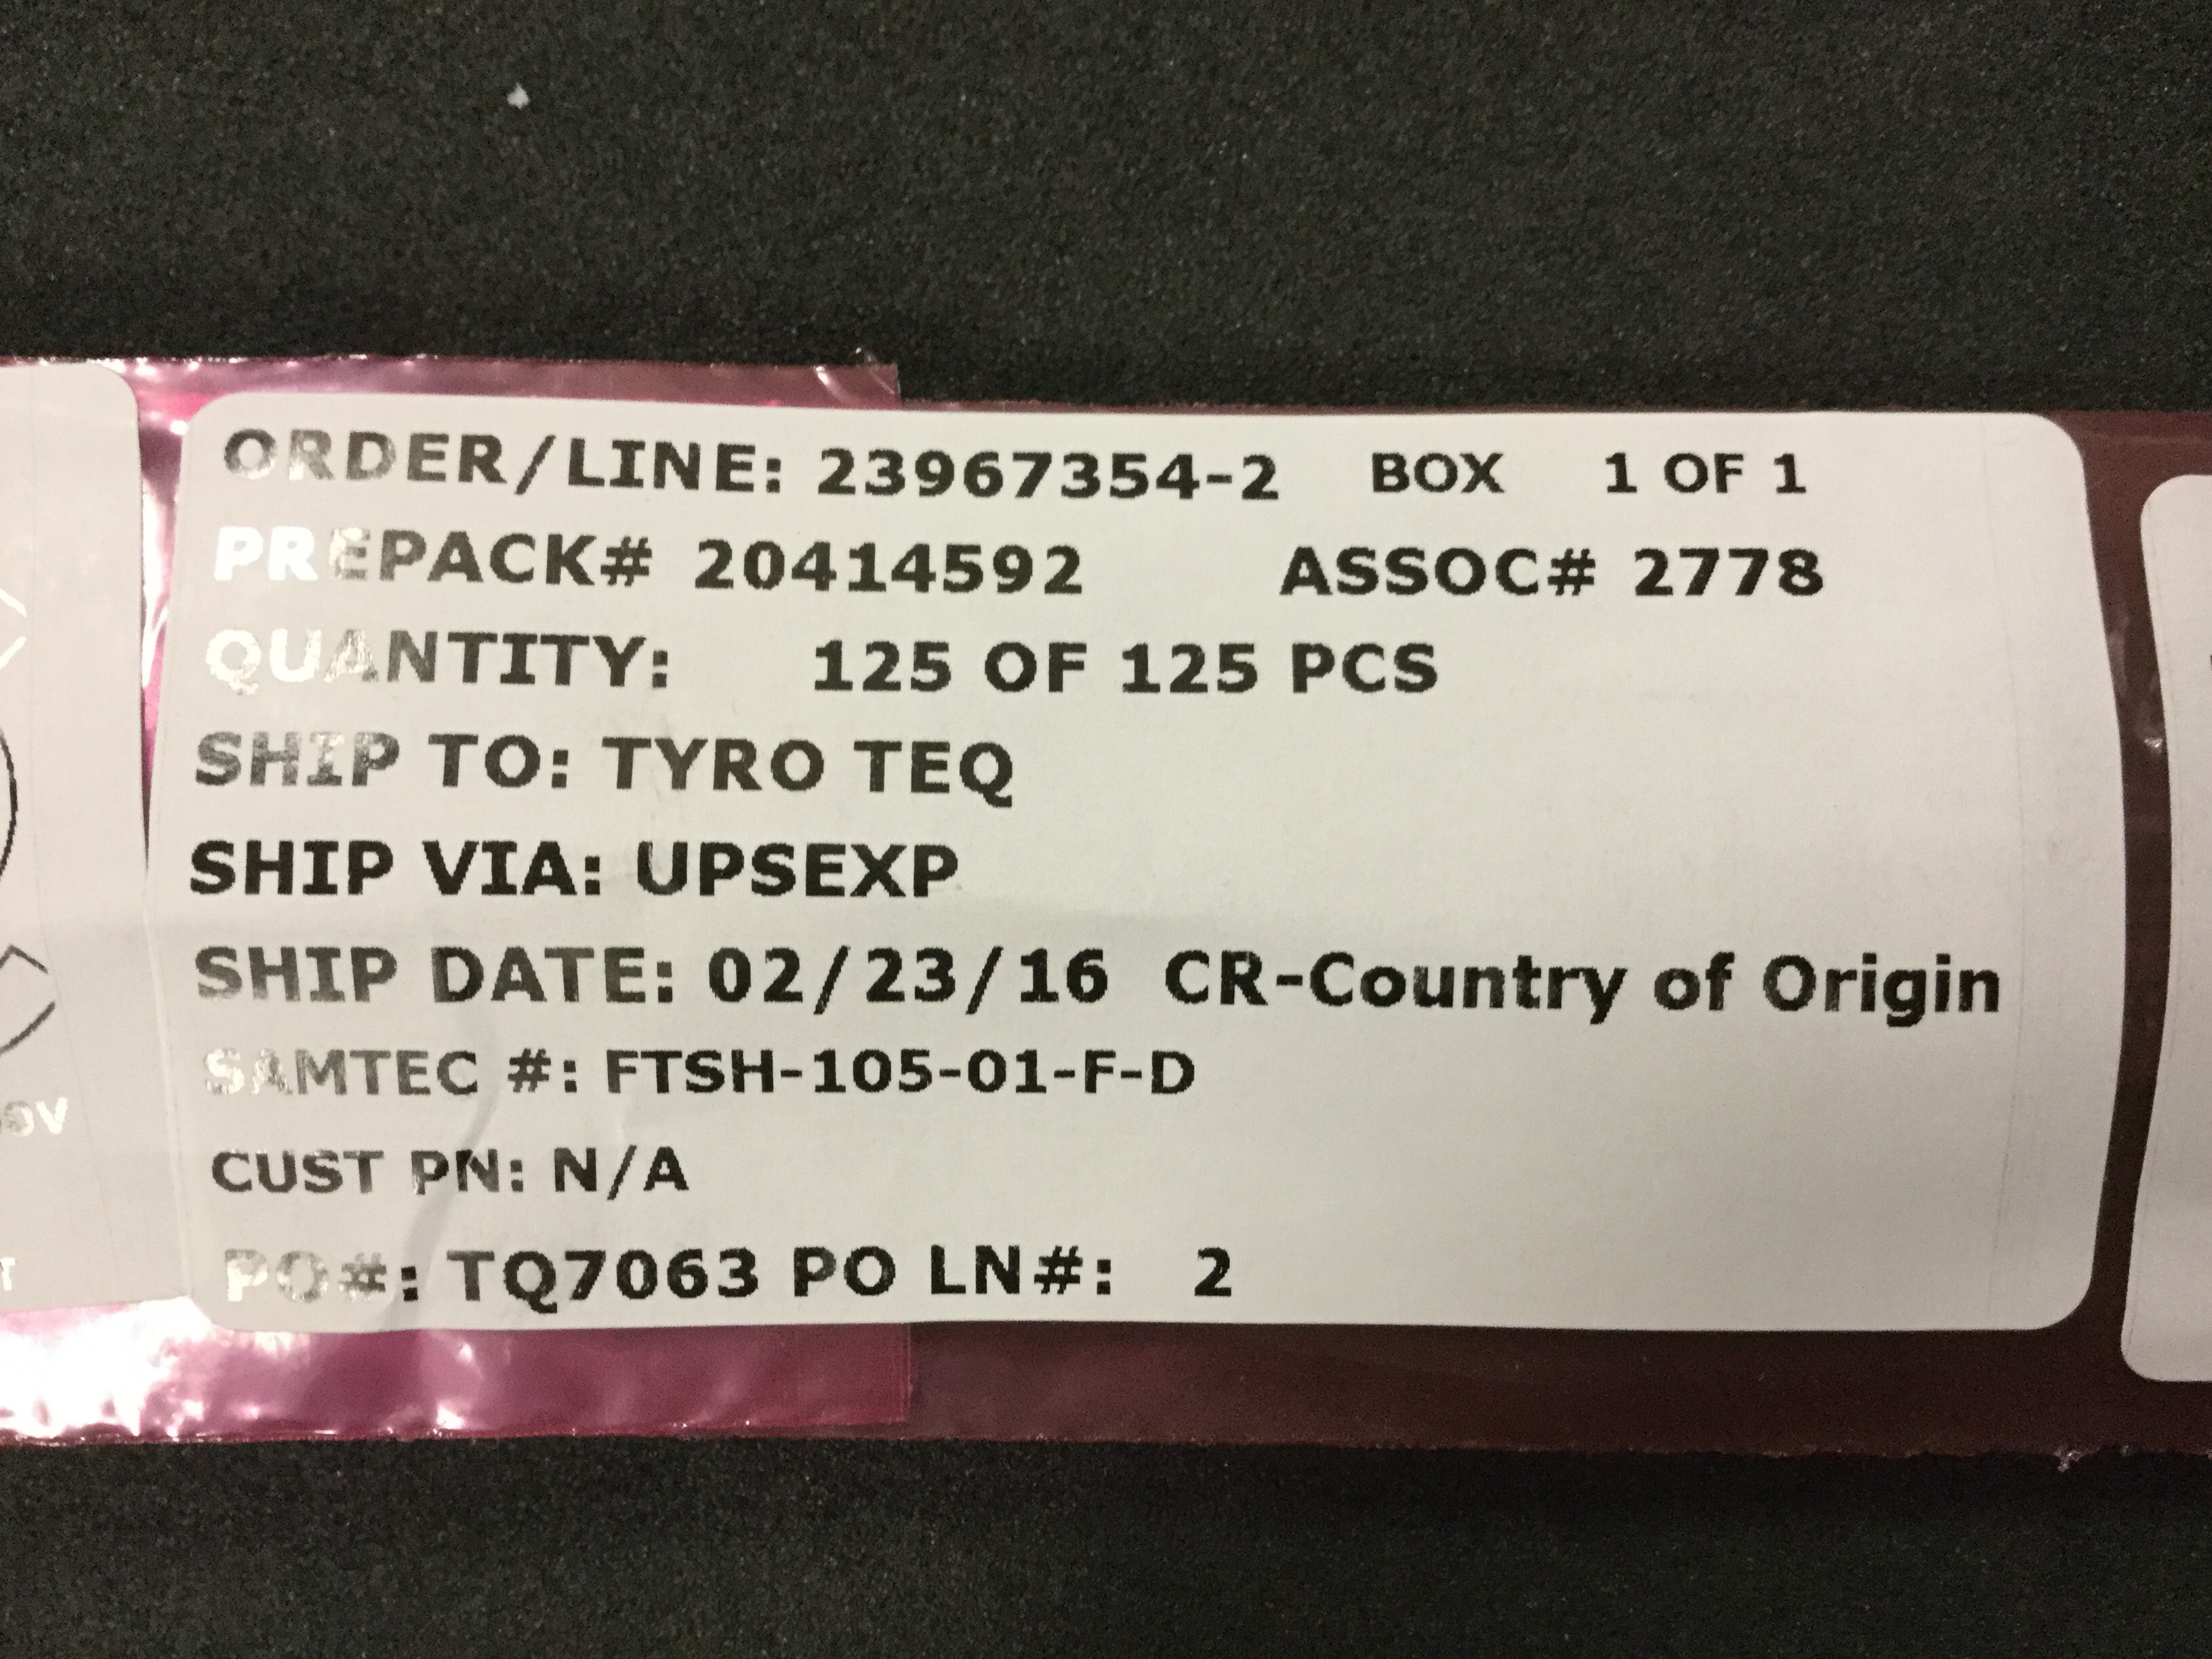 ORDER/LINE: 23967354-2 BOX 1 OF 1
PREPACK# 20414592 ASSOC# 2778
QUANTITY: 125 OF 125 PCS
SHIP TO: TYRO TEQ
SHIP VIA: UPSEXP
SHIP DATE: 02/23/16 CR-Country of Origin
SAMTEC #: FTSH-105-01-F-D
CUST PN: N/A
PO#: TQ7063 PO LN#: 2